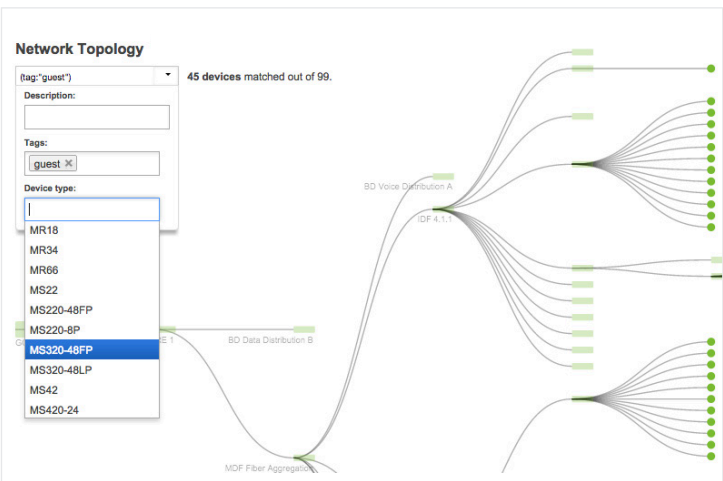 Network Topology
(tag:"guest")
45 devices matched out of 99.
Description:
Tags:
guest ×
Device type:
MR18
MR34
MR66
MS22
MS220-48FP
MS220-8P
MS320-48FP
MS320-48LP
MS42
MS420-24
BD Voice Distribution A
IDF 4.1.1
E 1
BD Data Distribution B
MDF Fiber Aggregation